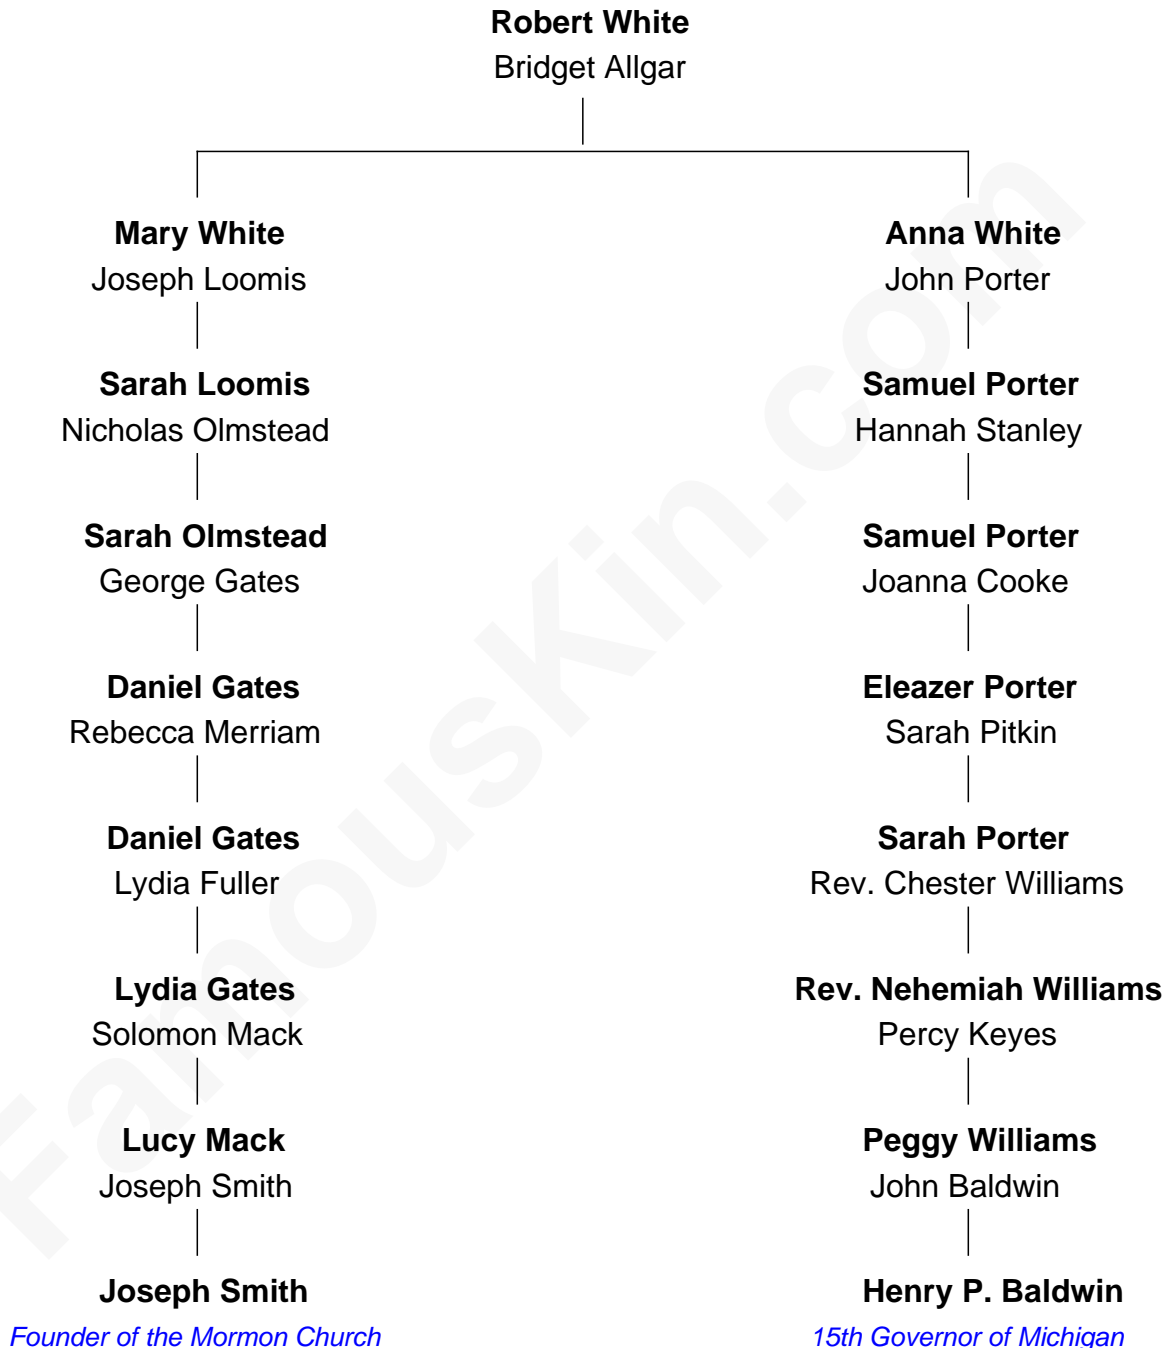 Robert White
Bridget Allgar
Mary White
Joseph Loomis
Sarah Loomis
Nicholas Olmstead
Sarah Olmstead
George Gates
Daniel Gates
Rebecca Merriam
Daniel Gates
Lydia Fuller
Lydia Gates
Solomon Mack
Lucy Mack
Joseph Smith
Joseph Smith
Founder of the Mormon Church
Anna White
John Porter
Samuel Porter
Hannah Stanley
Samuel Porter
Joanna Cooke
Eleazer Porter
Sarah Pitkin
Sarah Porter
Rev. Chester Williams
Rev. Nehemiah Williams
Percy Keyes
Peggy Williams
John Baldwin
Henry P. Baldwin
15th Governor of Michigan
FamousKin.com